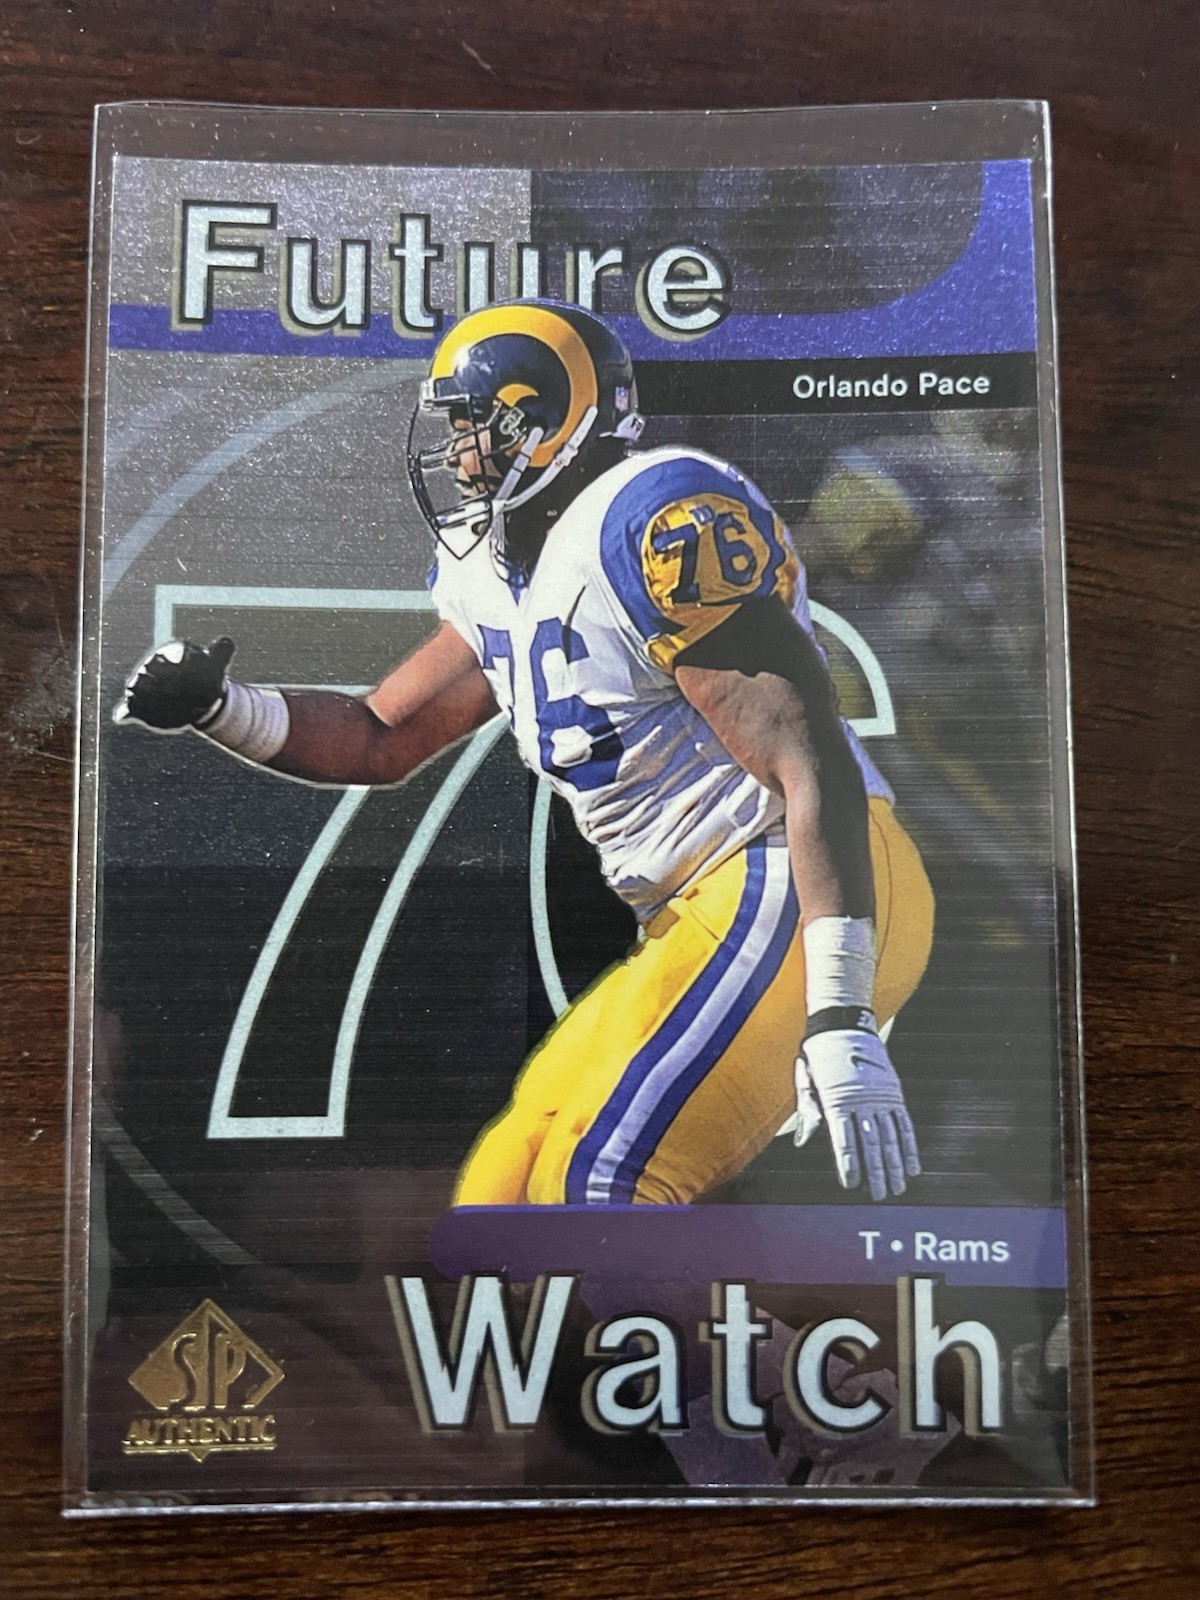 Future
Orlando Pace
76
76
76
T • Rams
Watch
SP
AUTHENTIC